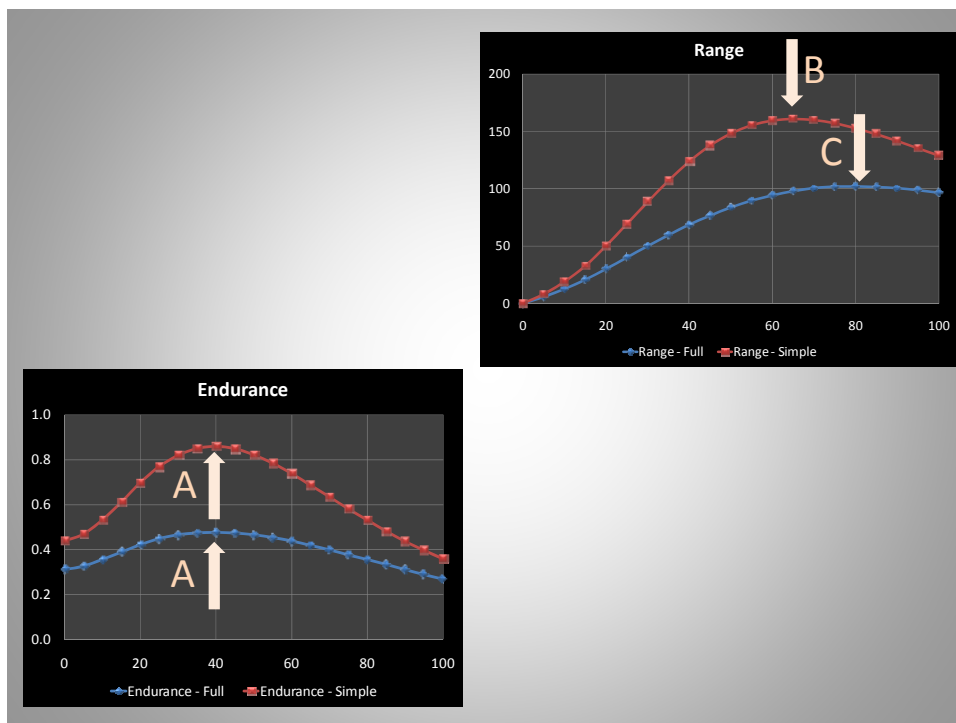 Range
B
200
150
C
100
50
0
0 20 40 60 80 100
Range - Full Range - Simple
Endurance
1.0
0.8
A
0.6
0.4
A
0.2
0.0
0 20 40 60 80 100
Endurance - Full Endurance - Simple